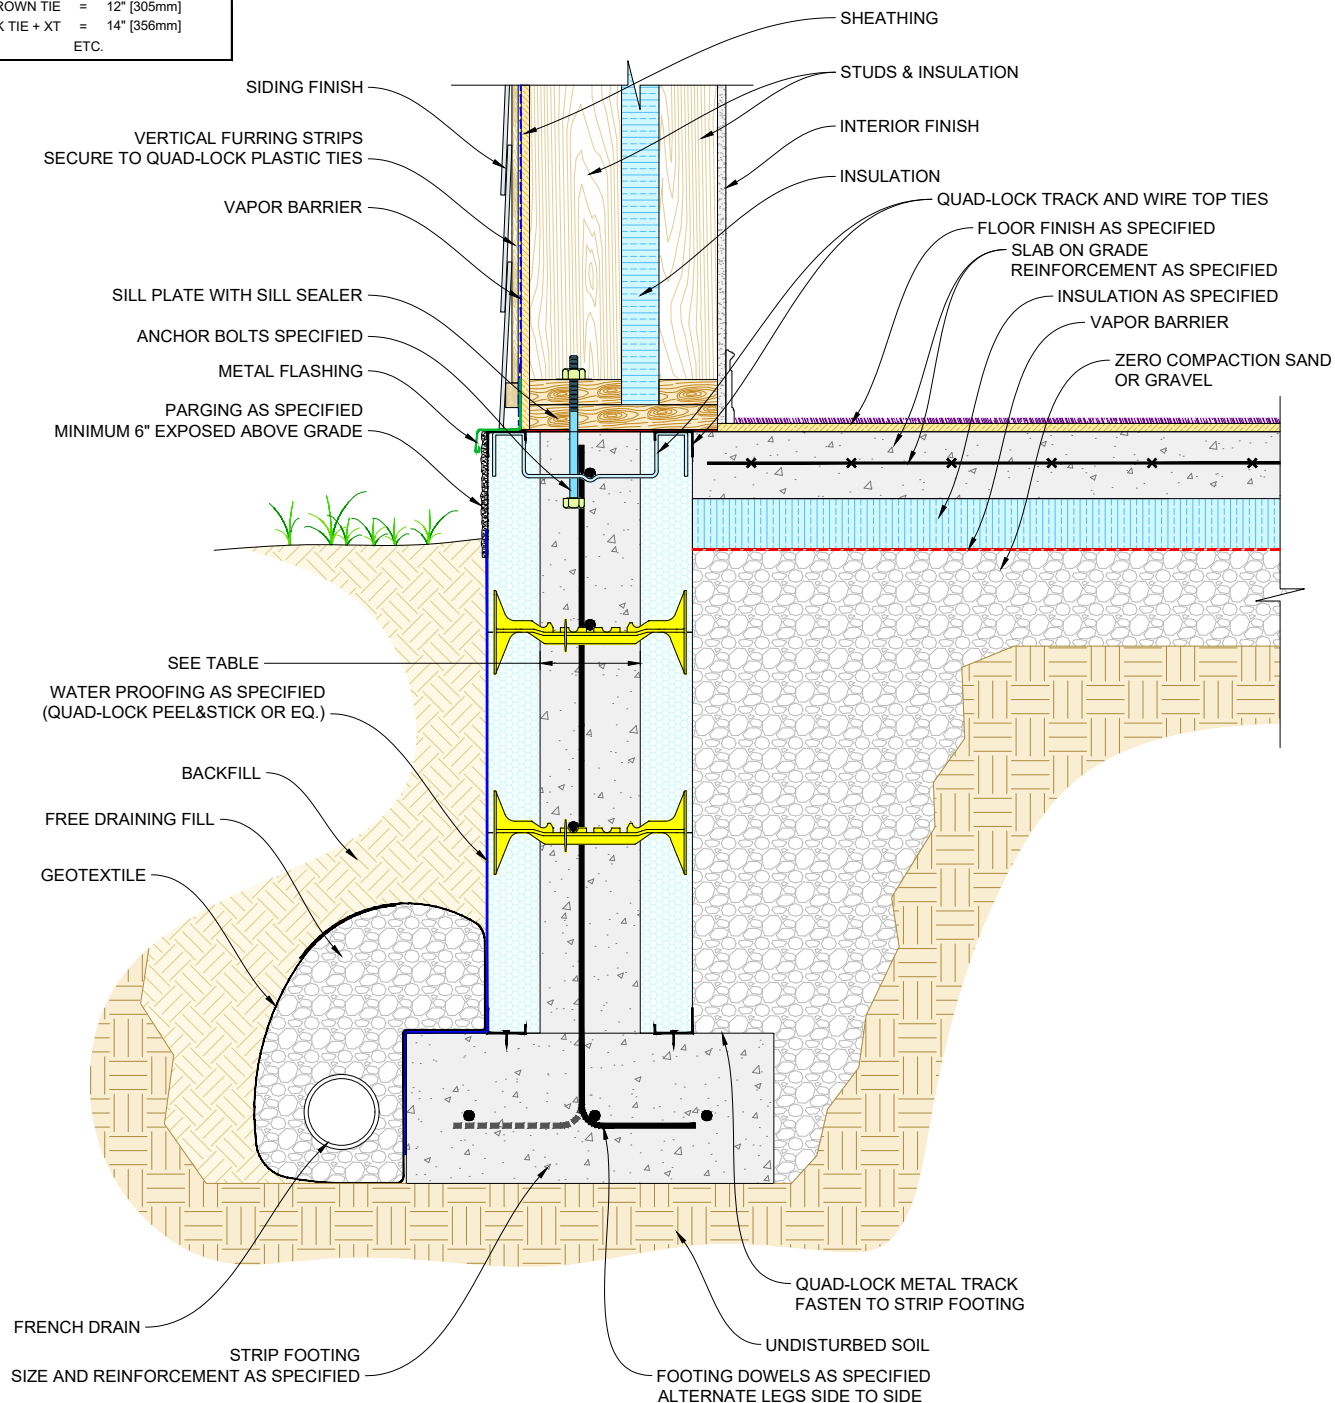 TIE = 12" [305mm]
TIE + XT = 14" [356mm]
ETC.
SHEATHING
STUDS & INSULATION
SIDING FINISH
INTERIOR FINISH
VERTICAL FURRING STRIPS
SECURE TO QUAD-LOCK PLASTIC TIES
INSULATION
QUAD-LOCK TRACK AND WIRE TOP TIES
VAPOR BARRIER
FLOOR FINISH AS SPECIFIED
SLAB ON GRADE
REINFORCEMENT AS SPECIFIED
SILL PLATE WITH SILL SEALER
INSULATION AS SPECIFIED
ANCHOR BOLTS SPECIFIED
VAPOR BARRIER
METAL FLASHING
ZERO COMPACTION SAND
OR GRAVEL
PARGING AS SPECIFIED
MINIMUM 6" EXPOSED ABOVE GRADE
SEE TABLE
WATER PROOFING AS SPECIFIED
(QUAD-LOCK PEEL&STICK OR EQ.)
BACKFILL
FREE DRAINING FILL
GEOTEXTILE
QUAD-LOCK METAL TRACK
FASTEN TO STRIP FOOTING
FRENCH DRAIN
UNDISTURBED SOIL
STRIP FOOTING
SIZE AND REINFORCEMENT AS SPECIFIED
FOOTING DOWELS AS SPECIFIED
ALTERNATE LEGS SIDE TO SIDE